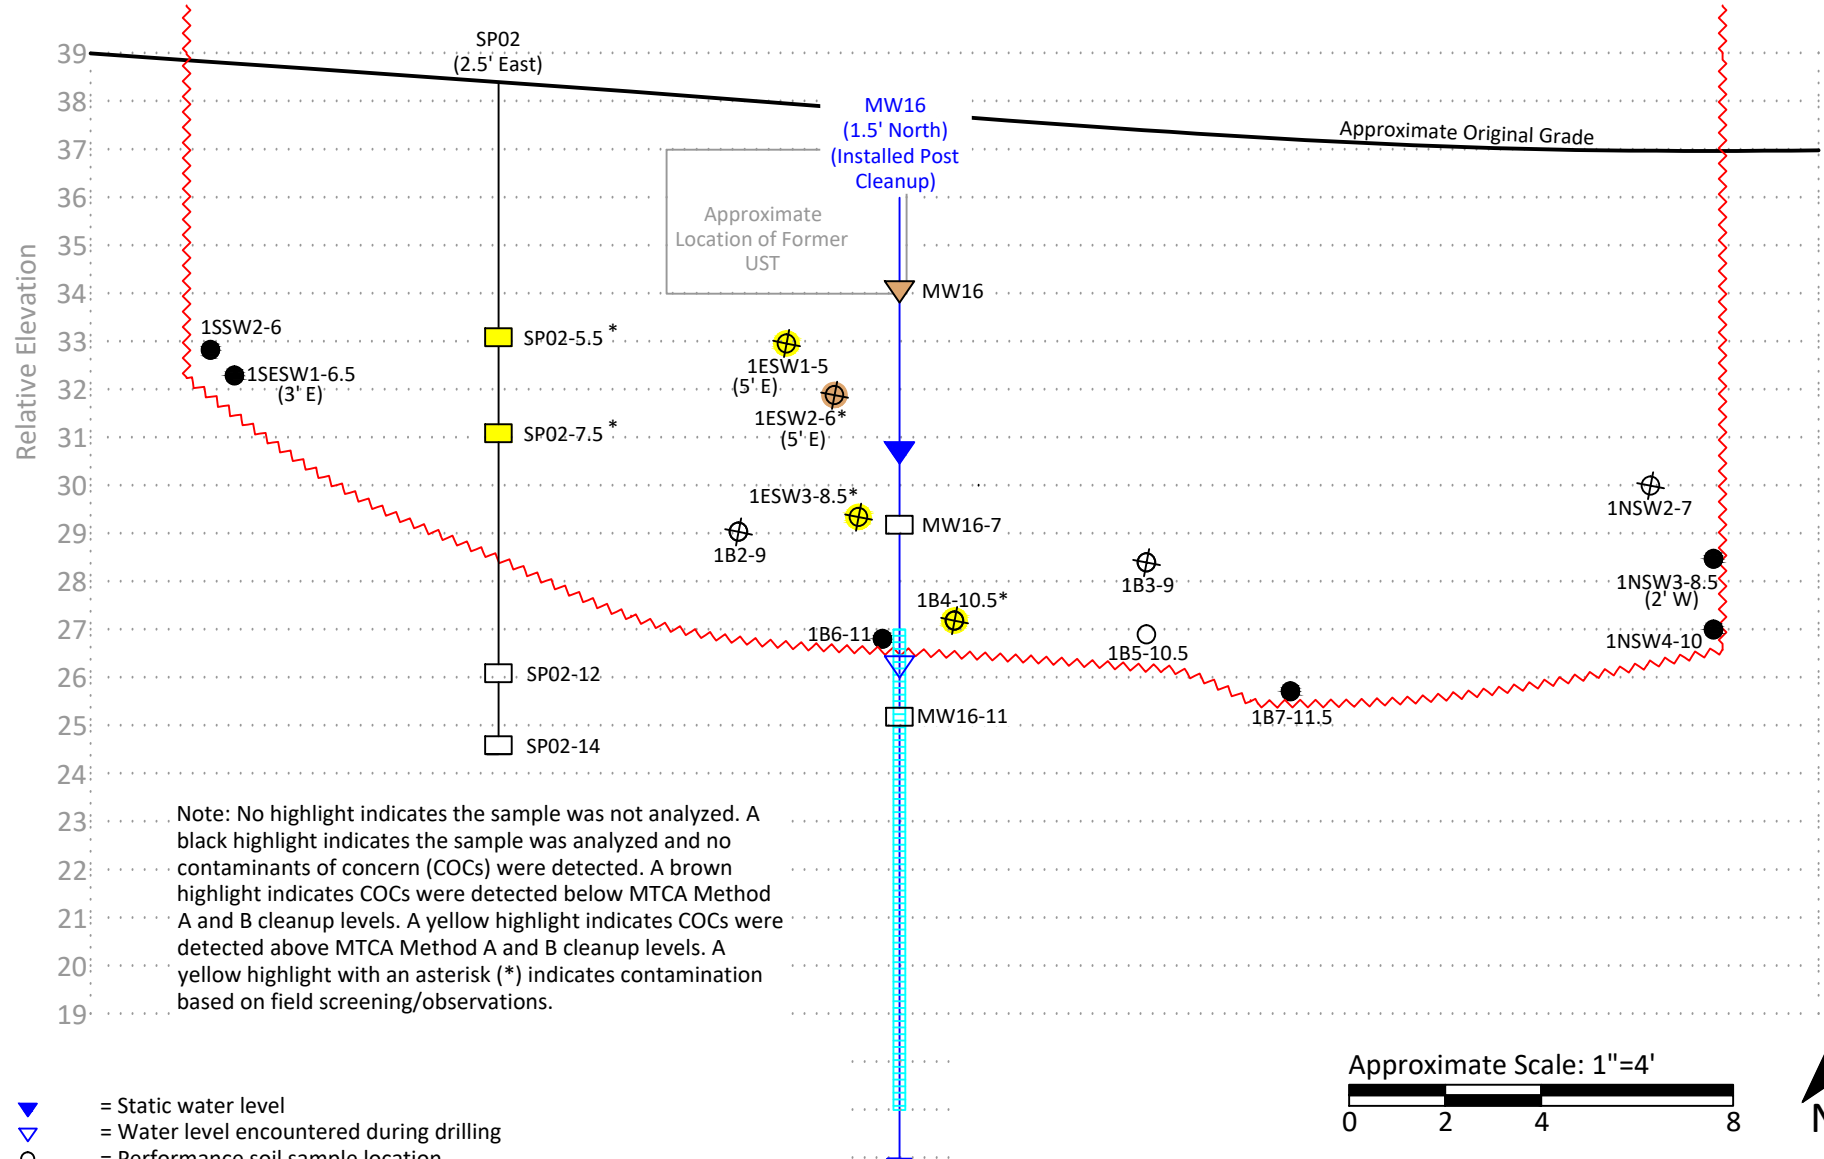 SP02
(2.5' East)
39
38
37
36
35
34
33
32
31
30
29
28
27
26
25
24
23
22
21
20
19
Relative Elevation
MW16
(1.5' North)
(Installed Post
Cleanup)
Approximate Original Grade
Approximate
Location of Former
UST
MW16
1SSW2-6
1SESW1-6.5
(3' E)
SP02-5.5 *
SP02-7.5 *
1ESW1-5
(5' E)
1ESW2-6*
(5' E)
1ESW3-8.5*
1B2-9
MW16-7
1NSW2-7
1B3-9
1NSW3-8.5
(2' W)
1B4-10.5*
1B6-11
1B5-10.5
1NSW4-10
SP02-12
MW16-11
1B7-11.5
SP02-14
Note: No highlight indicates the sample was not analyzed. A
black highlight indicates the sample was analyzed and no
contaminants of concern (COCs) were detected. A brown
highlight indicates COCs were detected below MTCA Method
A and B cleanup levels. A yellow highlight indicates COCs were
detected above MTCA Method A and B cleanup levels. A
yellow highlight with an asterisk (*) indicates contamination
based on field screening/observations.
Approximate Scale: 1"=4'
0 2 4 8
N
= Static water level
= Water level encountered during drilling
= Performance soil sample location